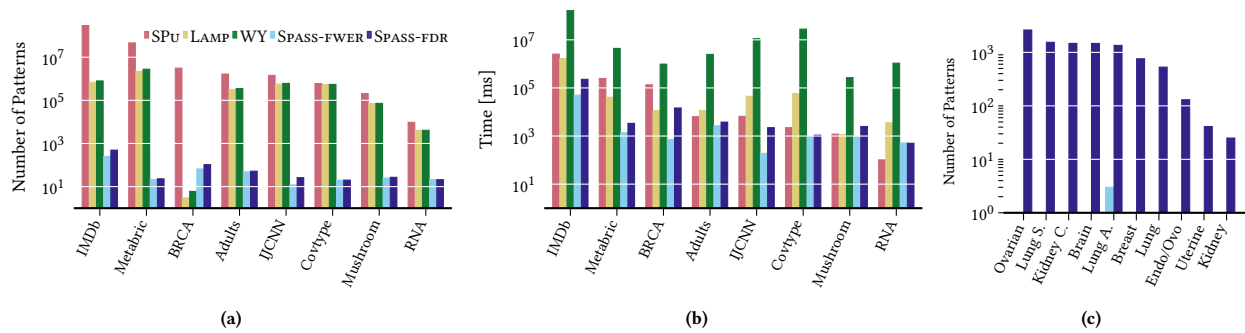 SPu LAMP WY SPASS-FWER SPASS-FDR
Number of Patterns
10^7
10^5
10^3
10^1
IMDb
Metabric
BRCA
Adults
IJCNN
Covtype
Mushroom
RNA
(a)
Time [ms]
10^7
10^5
10^3
10^1
IMDb
Metabric
BRCA
Adults
IJCNN
Covtype
Mushroom
RNA
(b)
Number of Patterns
10^3
10^2
10^1
10^0
Ovarian
Lung S.
Kidney C.
Brain
Lung A.
Breast
Lung
Endo/Ovo
Uterine
Kidney
(c)